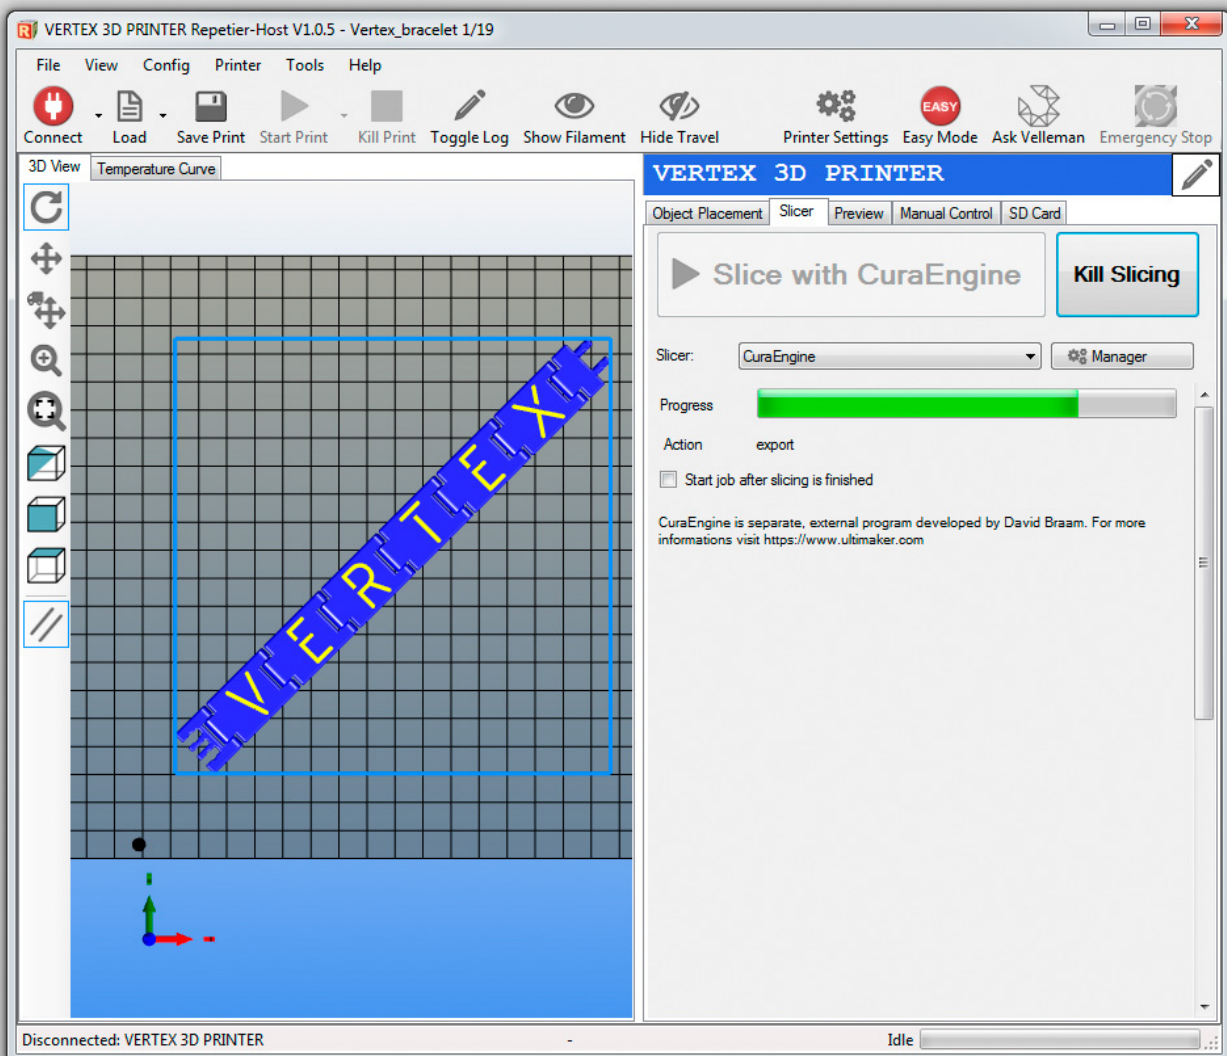 VERTEX 3D PRINTER Repetier-Host V1.0.5 - Vertex_bracelet 1/19
File View Config Printer Tools Help
Connect Load Save Print Start Print Kill Print Toggle Log Show Filament Hide Travel Printer Settings EASY Easy Mode Ask Velleman Emergency Stop
3D View Temperature Curve
VERTEX 3D PRINTER
Object Placement Slicer Preview Manual Control SD Card
Slice with CuraEngine Kill Slicing
Slicer: CuraEngine Manager
Progress
Action export
Start job after slicing is finished
CuraEngine is separate, external program developed by David Braam. For more
informations visit https://www.ultimaker.com
VERTEX
Disconnected: VERTEX 3D PRINTER - Idle